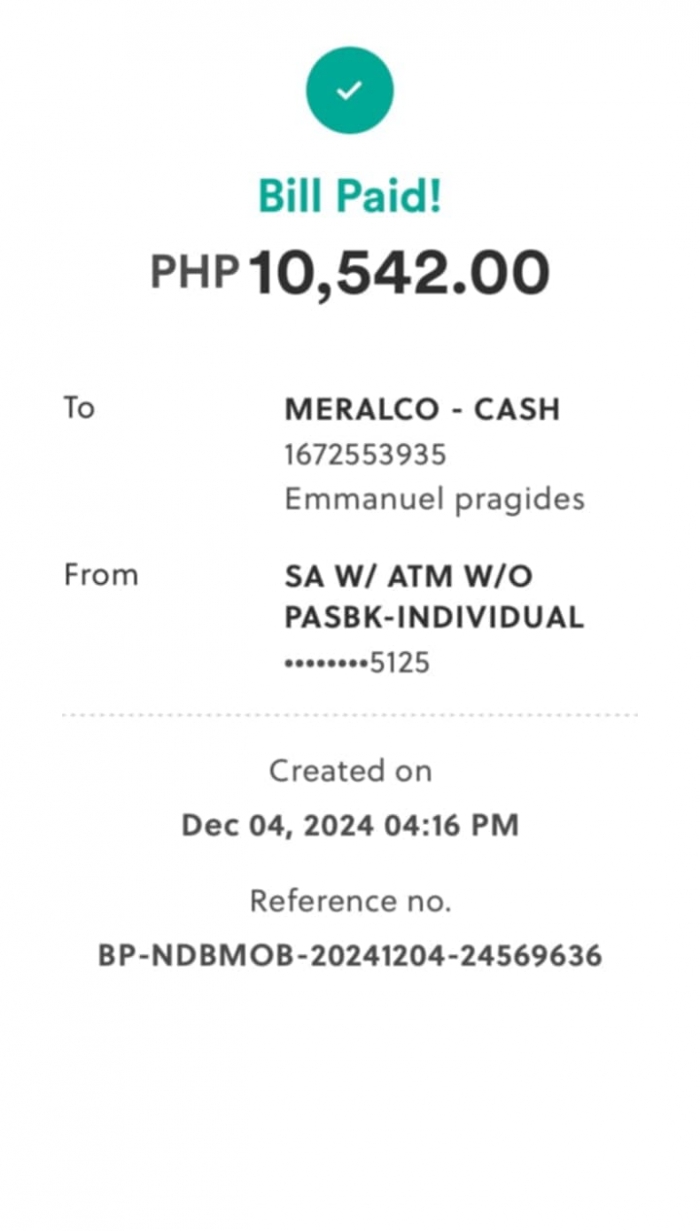 Bill Paid!
PHP 10,542.00
To
MERALCO - CASH
1672553935
Emmanuel pragides
From
SA W/ ATM W/O
PASBK-INDIVIDUAL
••••••••5125
Created on
Dec 04, 2024 04:16 PM
Reference no.
BP-NDBMOB-20241204-24569636